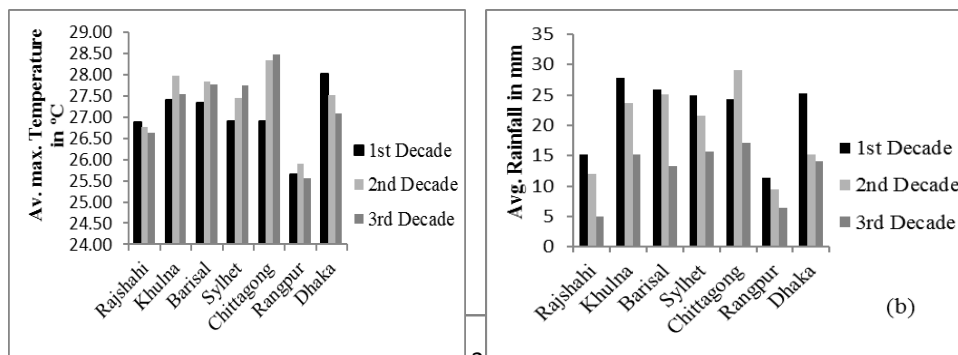 Av. max. Temperature
in °C
29.00
28.50
28.00
27.50
27.00
26.50
26.00
25.50
25.00
24.50
24.00
Rajshahi
Khulna
Barisal
Sylhet
Chittagong
Rangpur
Dhaka
1st Decade
2nd Decade
3rd Decade
Avg. Rainfall in mm
35
30
25
20
15
10
5
0
Rajshahi
Khulna
Barisal
Sylhet
Chittagong
Rangpur
Dhaka
1st Decade
2nd Decade
3rd Decade
(b)